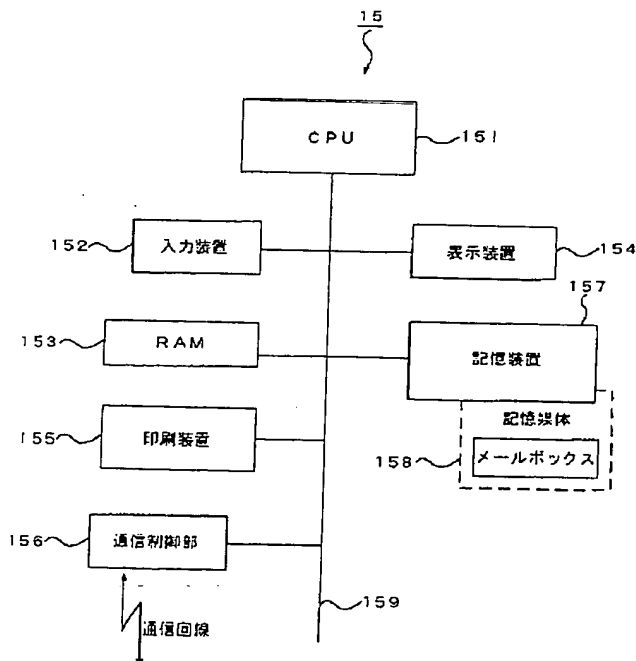 15
CPU
151
152
入力装置
表示装置
154
157
153
RAM
記憶装置
記憶媒体
155
印刷装置
158
メールボックス
156
通信制御部
159
通信回線